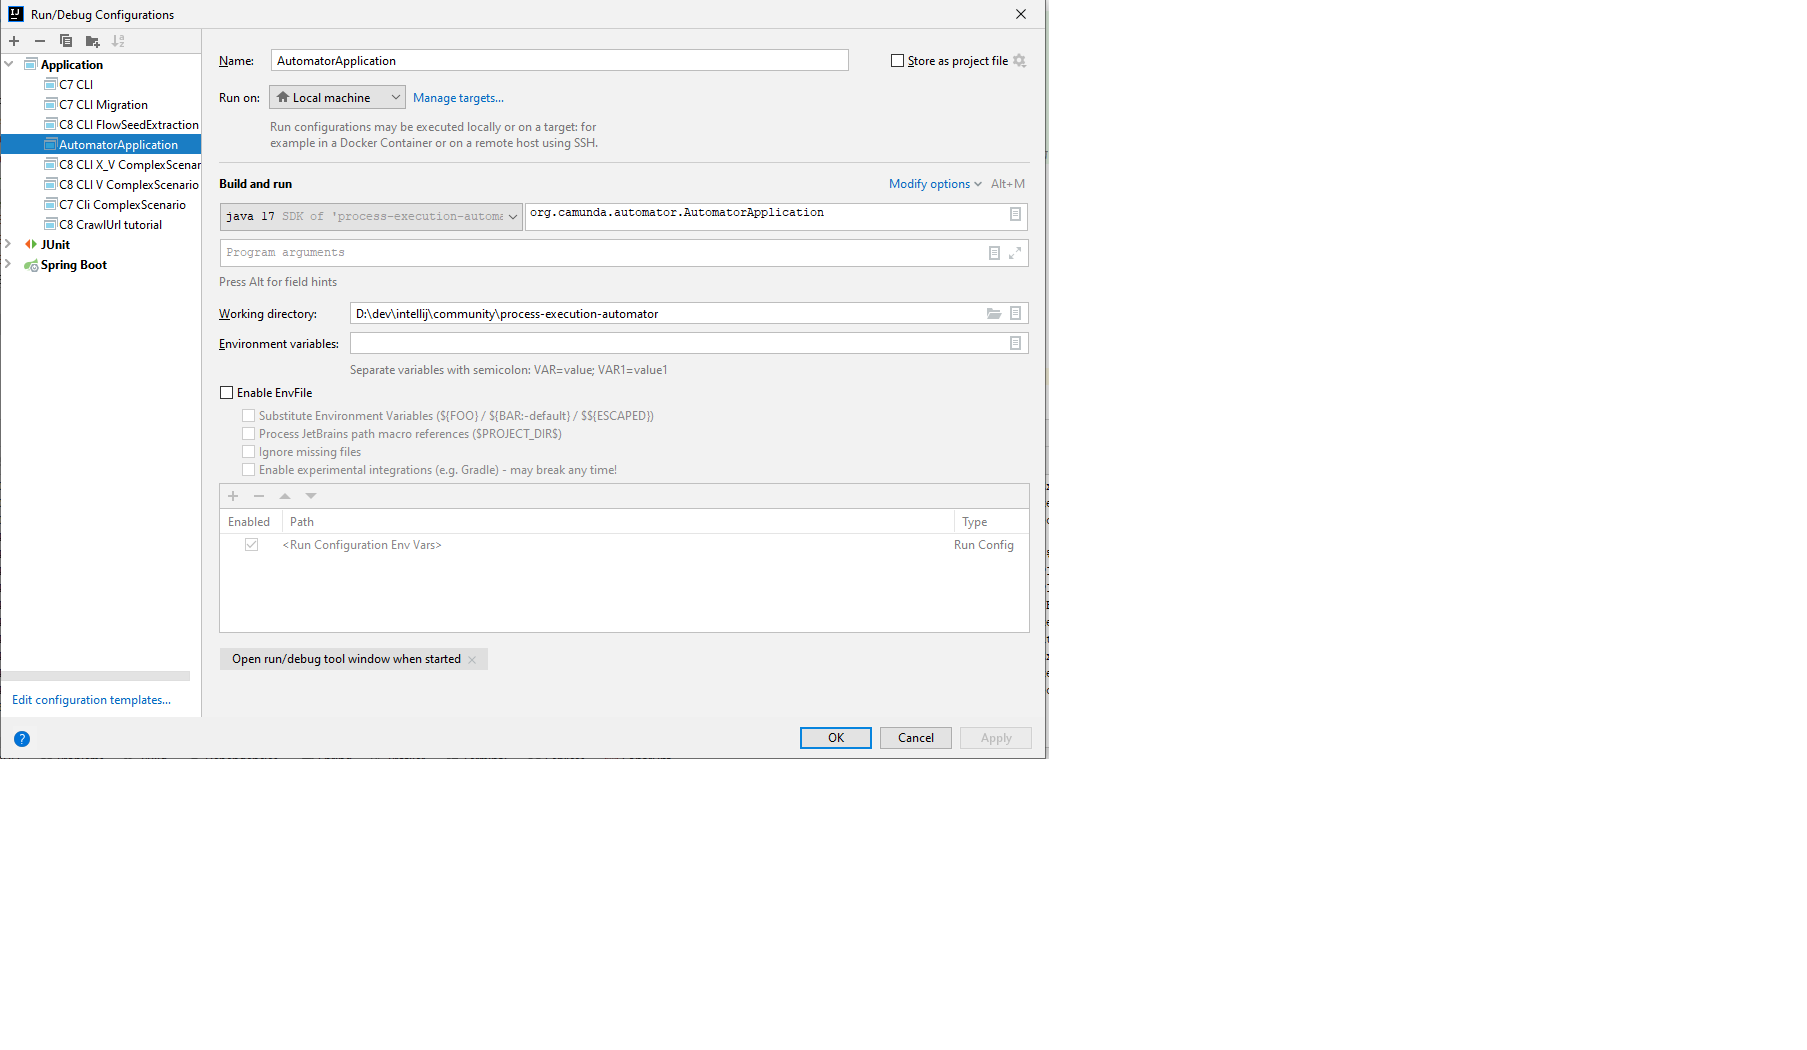 Run/Debug Configurations
Application
C7 CLI
C7 CLI Migration
C8 CLI FlowSeedExtraction
AutomatorApplication
C8 CLI X_V ComplexScenar
C8 CLI V ComplexScenario
C7 Cli ComplexScenario
C8 CrawlUrl tutorial
JUnit
Spring Boot
Edit configuration templates...
Name: AutomatorApplication
Store as project file
Run on: Local machine Manage targets...
Run configurations may be executed locally or on a target: for
example in a Docker Container or on a remote host using SSH.
Build and run
Modify options Alt+M
java 17 SDK of 'process-execution-automa
org.camunda.automator.AutomatorApplication
Program arguments
Press Alt for field hints
Working directory: D:\dev\intellij\community\process-execution-automator
Environment variables:
Separate variables with semicolon: VAR=value; VAR1=value1
Enable EnvFile
Substitute Environment Variables (${FOO} / ${BAR:-default} / $${ESCAPED})
Process JetBrains path macro references ($PROJECT_DIR$)
Ignore missing files
Enable experimental integrations (e.g. Gradle) - may break any time!
Enabled Path Type
<Run Configuration Env Vars> Run Config
Open run/debug tool window when started
OK Cancel Apply